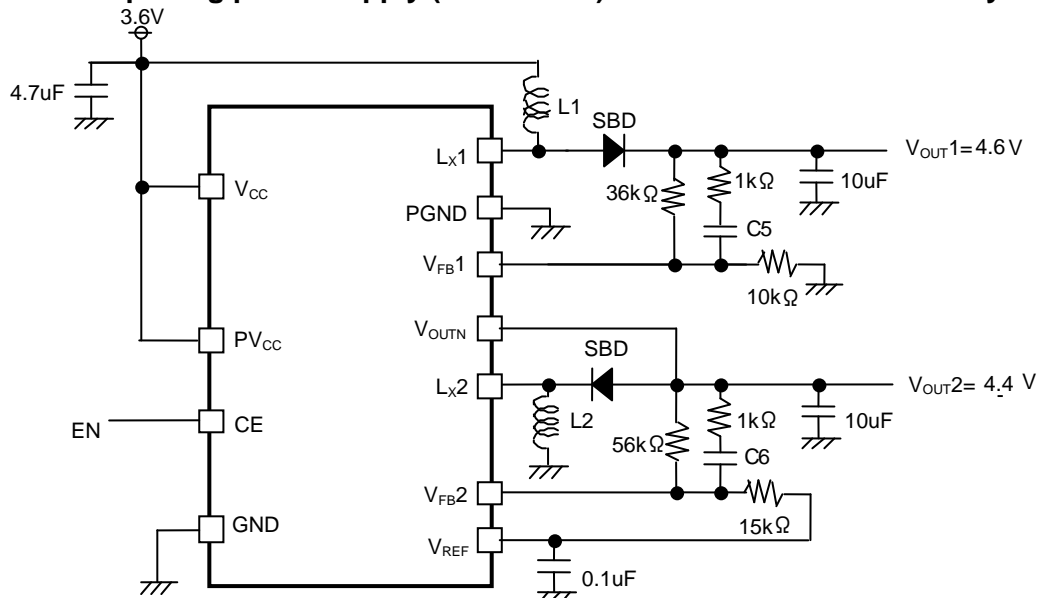 power supply (
3.6V
4.7uF
L1
SBD
LX1
VOUT1=4.6 V
VCC
36kΩ
1kΩ
10uF
PGND
C5
VFB1
10kΩ
VOUTN
SBD
PVCC
LX2
VOUT2= 4.4 V
L2
1kΩ
EN
CE
56kΩ
10uF
C6
VFB2
GND
15kΩ
VREF
0.1uF